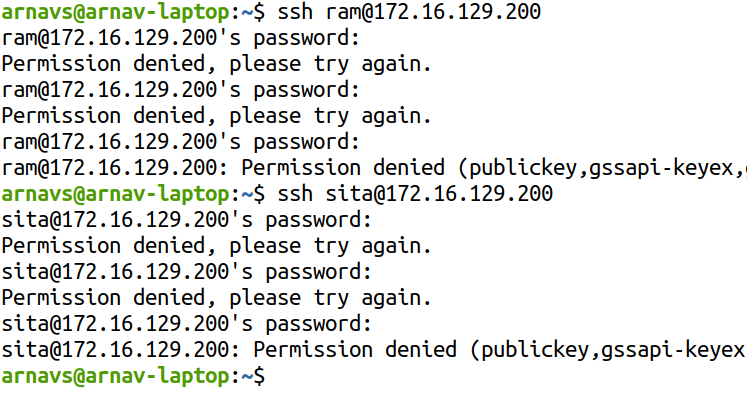 arnavs@arnav-laptop:~$ ssh ram@172.16.129.200
ram@172.16.129.200's password:
Permission denied, please try again.
ram@172.16.129.200's password:
Permission denied, please try again.
ram@172.16.129.200's password:
ram@172.16.129.200: Permission denied (publickey,gssapi-keyex,
arnavs@arnav-laptop:~$ ssh sita@172.16.129.200
sita@172.16.129.200's password:
Permission denied, please try again.
sita@172.16.129.200's password:
Permission denied, please try again.
sita@172.16.129.200's password:
sita@172.16.129.200: Permission denied (publickey,gssapi-keyex
arnavs@arnav-laptop:~$